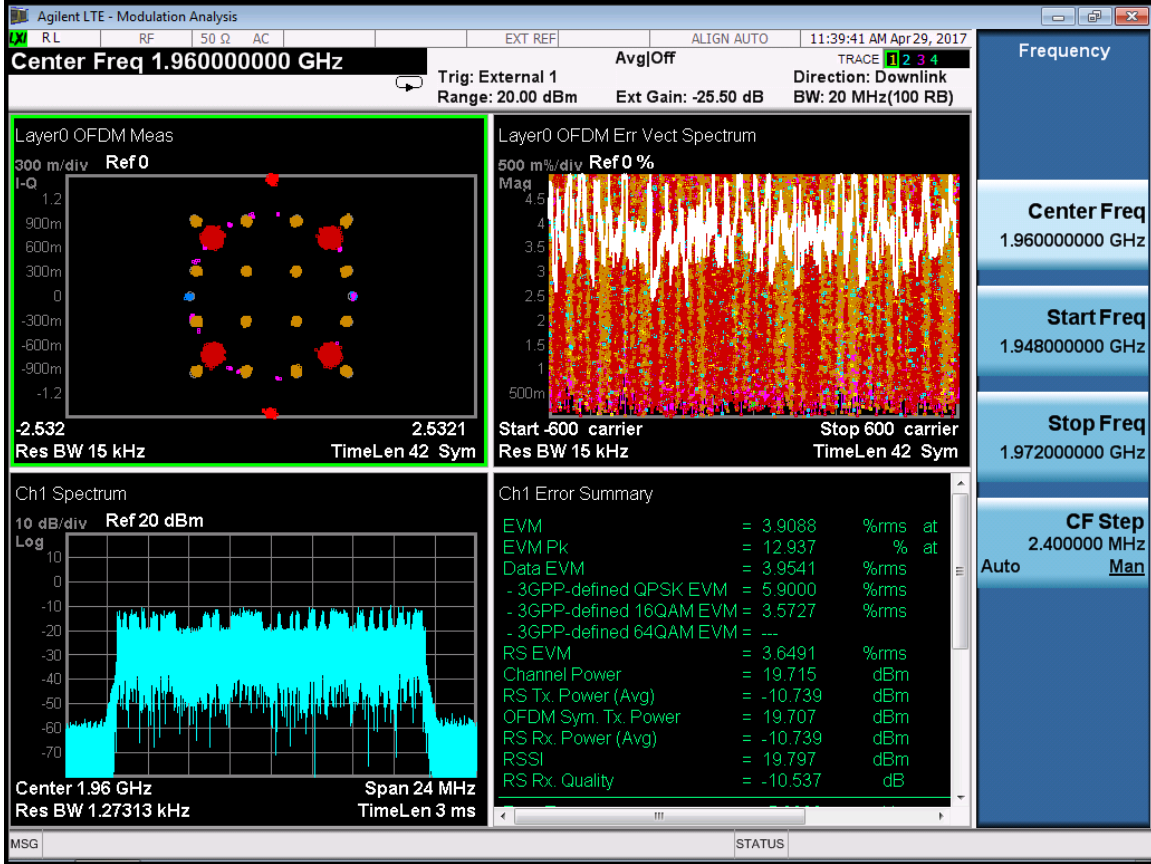 Agilent LTE - Modulation Analysis
LXI RL RF 50 Ω AC EXT REF ALIGN AUTO 11:39:41 AM Apr 29, 2017
Center Freq 1.960000000 GHz
Avg|Off
TRACE 1 2 3 4
Trig: External 1
Direction: Downlink
Range: 20.00 dBm
Ext Gain: -25.50 dB
BW: 20 MHz(100 RB)
Layer0 OFDM Meas
300 m/div Ref 0
I-Q
1.2
900m
600m
300m
0
-300m
-600m
-900m
-1.2
-2.532 2.5321
Res BW 15 kHz TimeLen 42 Sym
Layer0 OFDM Err Vect Spectrum
500 m%/div Ref 0 %
Mag
4.5
4
3.5
3
2.5
2
1.5
1
500m
Start -600 carrier Stop 600 carrier
Res BW 15 kHz TimeLen 42 Sym
Ch1 Spectrum
10 dB/div Ref 20 dBm
Log
10
0
-10
-20
-30
-40
-50
-60
-70
Center 1.96 GHz Span 24 MHz
Res BW 1.27313 kHz TimeLen 3 ms
Ch1 Error Summary
EVM = 3.9088 %rms at
EVM Pk = 12.937 % at
Data EVM = 3.9541 %rms
- 3GPP-defined QPSK EVM = 5.9000 %rms
- 3GPP-defined 16QAM EVM = 3.5727 %rms
- 3GPP-defined 64QAM EVM = ---
RS EVM = 3.6491 %rms
Channel Power = 19.715 dBm
RS Tx. Power (Avg) = -10.739 dBm
OFDM Sym. Tx. Power = 19.707 dBm
RS Rx. Power (Avg) = -10.739 dBm
RSSI = 19.797 dBm
RS Rx. Quality = -10.537 dB
Frequency
Center Freq
1.960000000 GHz
Start Freq
1.948000000 GHz
Stop Freq
1.972000000 GHz
CF Step
2.400000 MHz
Auto Man
MSG STATUS